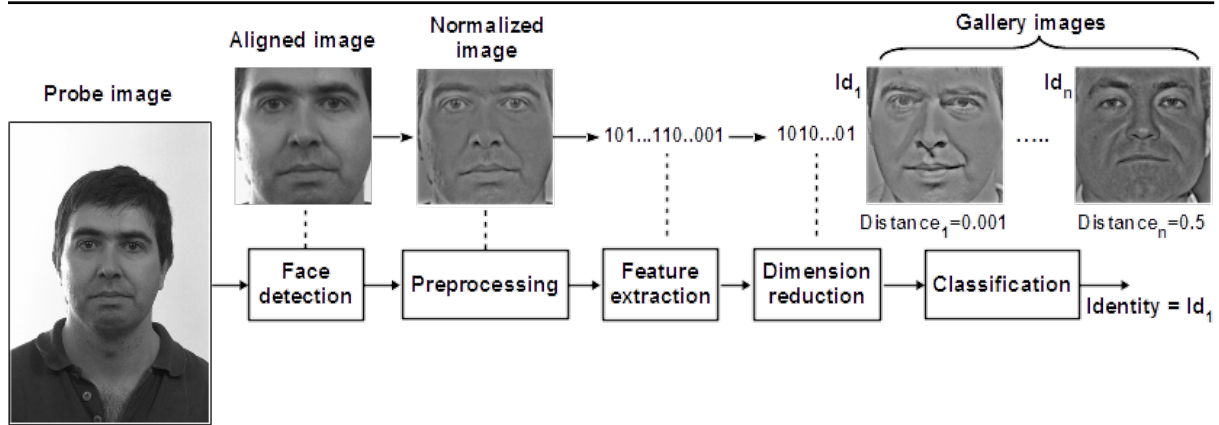 Probe image
Aligned image
Normalized
image
Gallery images
101...110..001
1010...01
Id1
.....
Idn
Distance1=0.001
Distancen=0.5
Face
detection
Preprocessing
Feature
extraction
Dimension
reduction
Classification
Identity = Id1